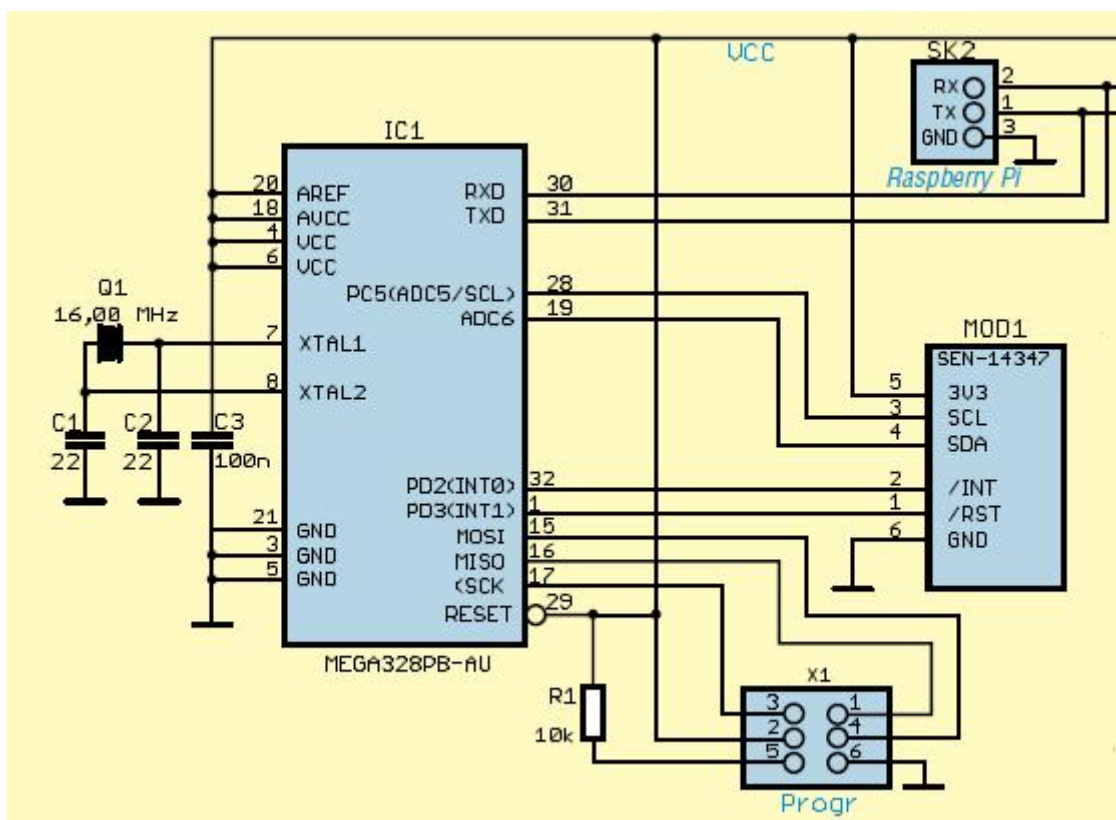 VCC
SK2
RX 2
TX 1
GND 3
Raspberry Pi
IC1
20 AREF
18 AVCC
4 VCC
6 VCC
RXD 30
TXD 31
Q1
16,00 MHz
PC5(ADC5/SCL) 28
ADC6 19
7 XTAL1
8 XTAL2
MOD1
SEN-14347
5 3V3
3 SCL
4 SDA
C1
22
C2
22
C3
100n
PD2(INT0) 32
PD3(INT1) 1
MOSI 15
MISO 16
(SCK 17
RESET 29
2 /INT
1 /RST
6 GND
21 GND
3 GND
5 GND
MEGA328PB-AU
R1
10k
X1
3 1
2 4
5 6
Progr